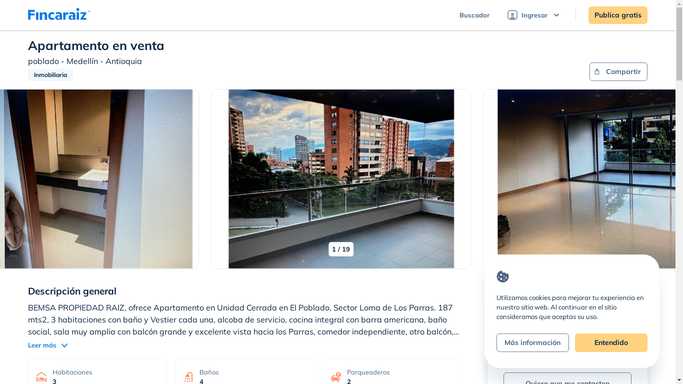 Fincaraiz
Buscador
Ingresar
Publica gratis
Apartamento en venta
poblado - Medellín - Antioquia
Inmobiliaria
Compartir
1 / 19
Descripción general
BEMSA PROPIEDAD RAIZ, ofrece Apartamento en Unidad Cerrada en El Poblado, Sector Loma de Los Parras. 187
mts2, 3 habitaciones con baño y Vestier cada una, alcoba de servicio, cocina integral con barra americana, baño
social, sala muy amplia con balcón grande y excelente vista hacia los Parras, comedor independiente, otro balcón,...
Leer más
Habitaciones
3
Baños
4
Parqueaderos
2
Utilizamos cookies para mejorar tu experiencia en
nuestro sitio web. Al continuar en el sitio
consideramos que aceptas su uso.
Más información
Entendido
Quiero que me contacten